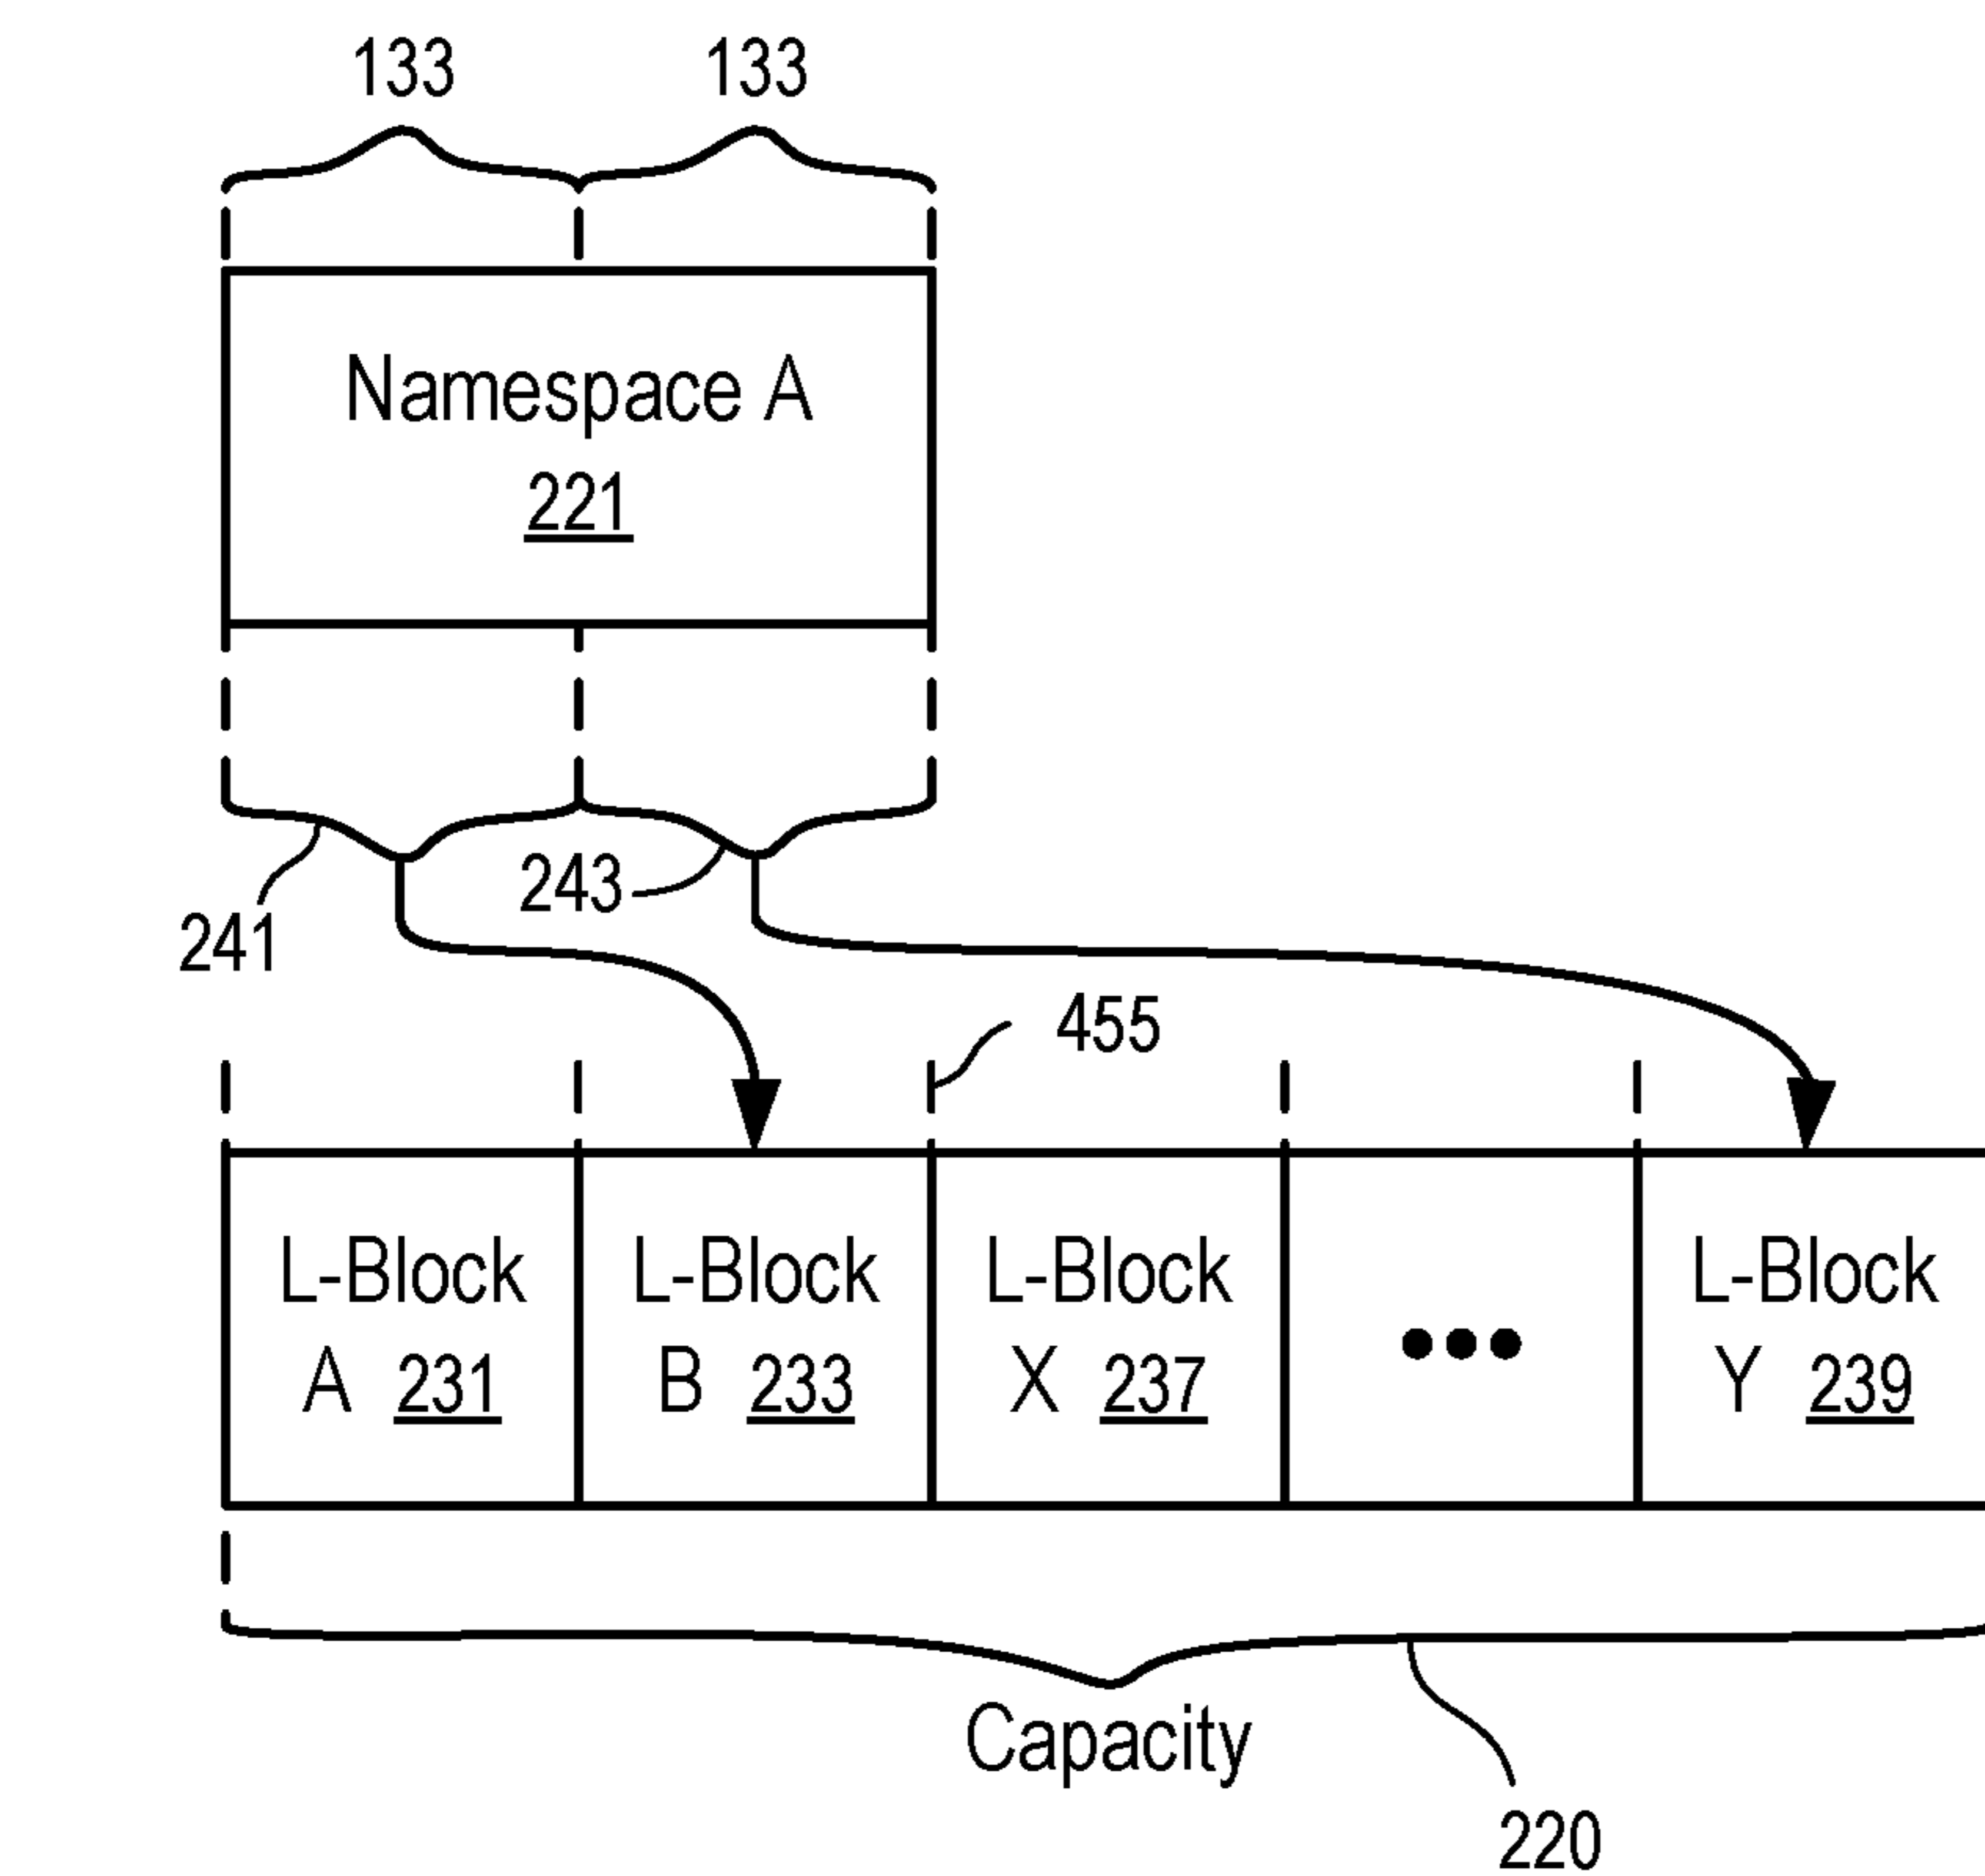 133 133
Namespace A
221
243
241
455
L-Block L-Block L-Block L-Block
A 231 B 233 X 237 ••• Y 239
Capacity
220